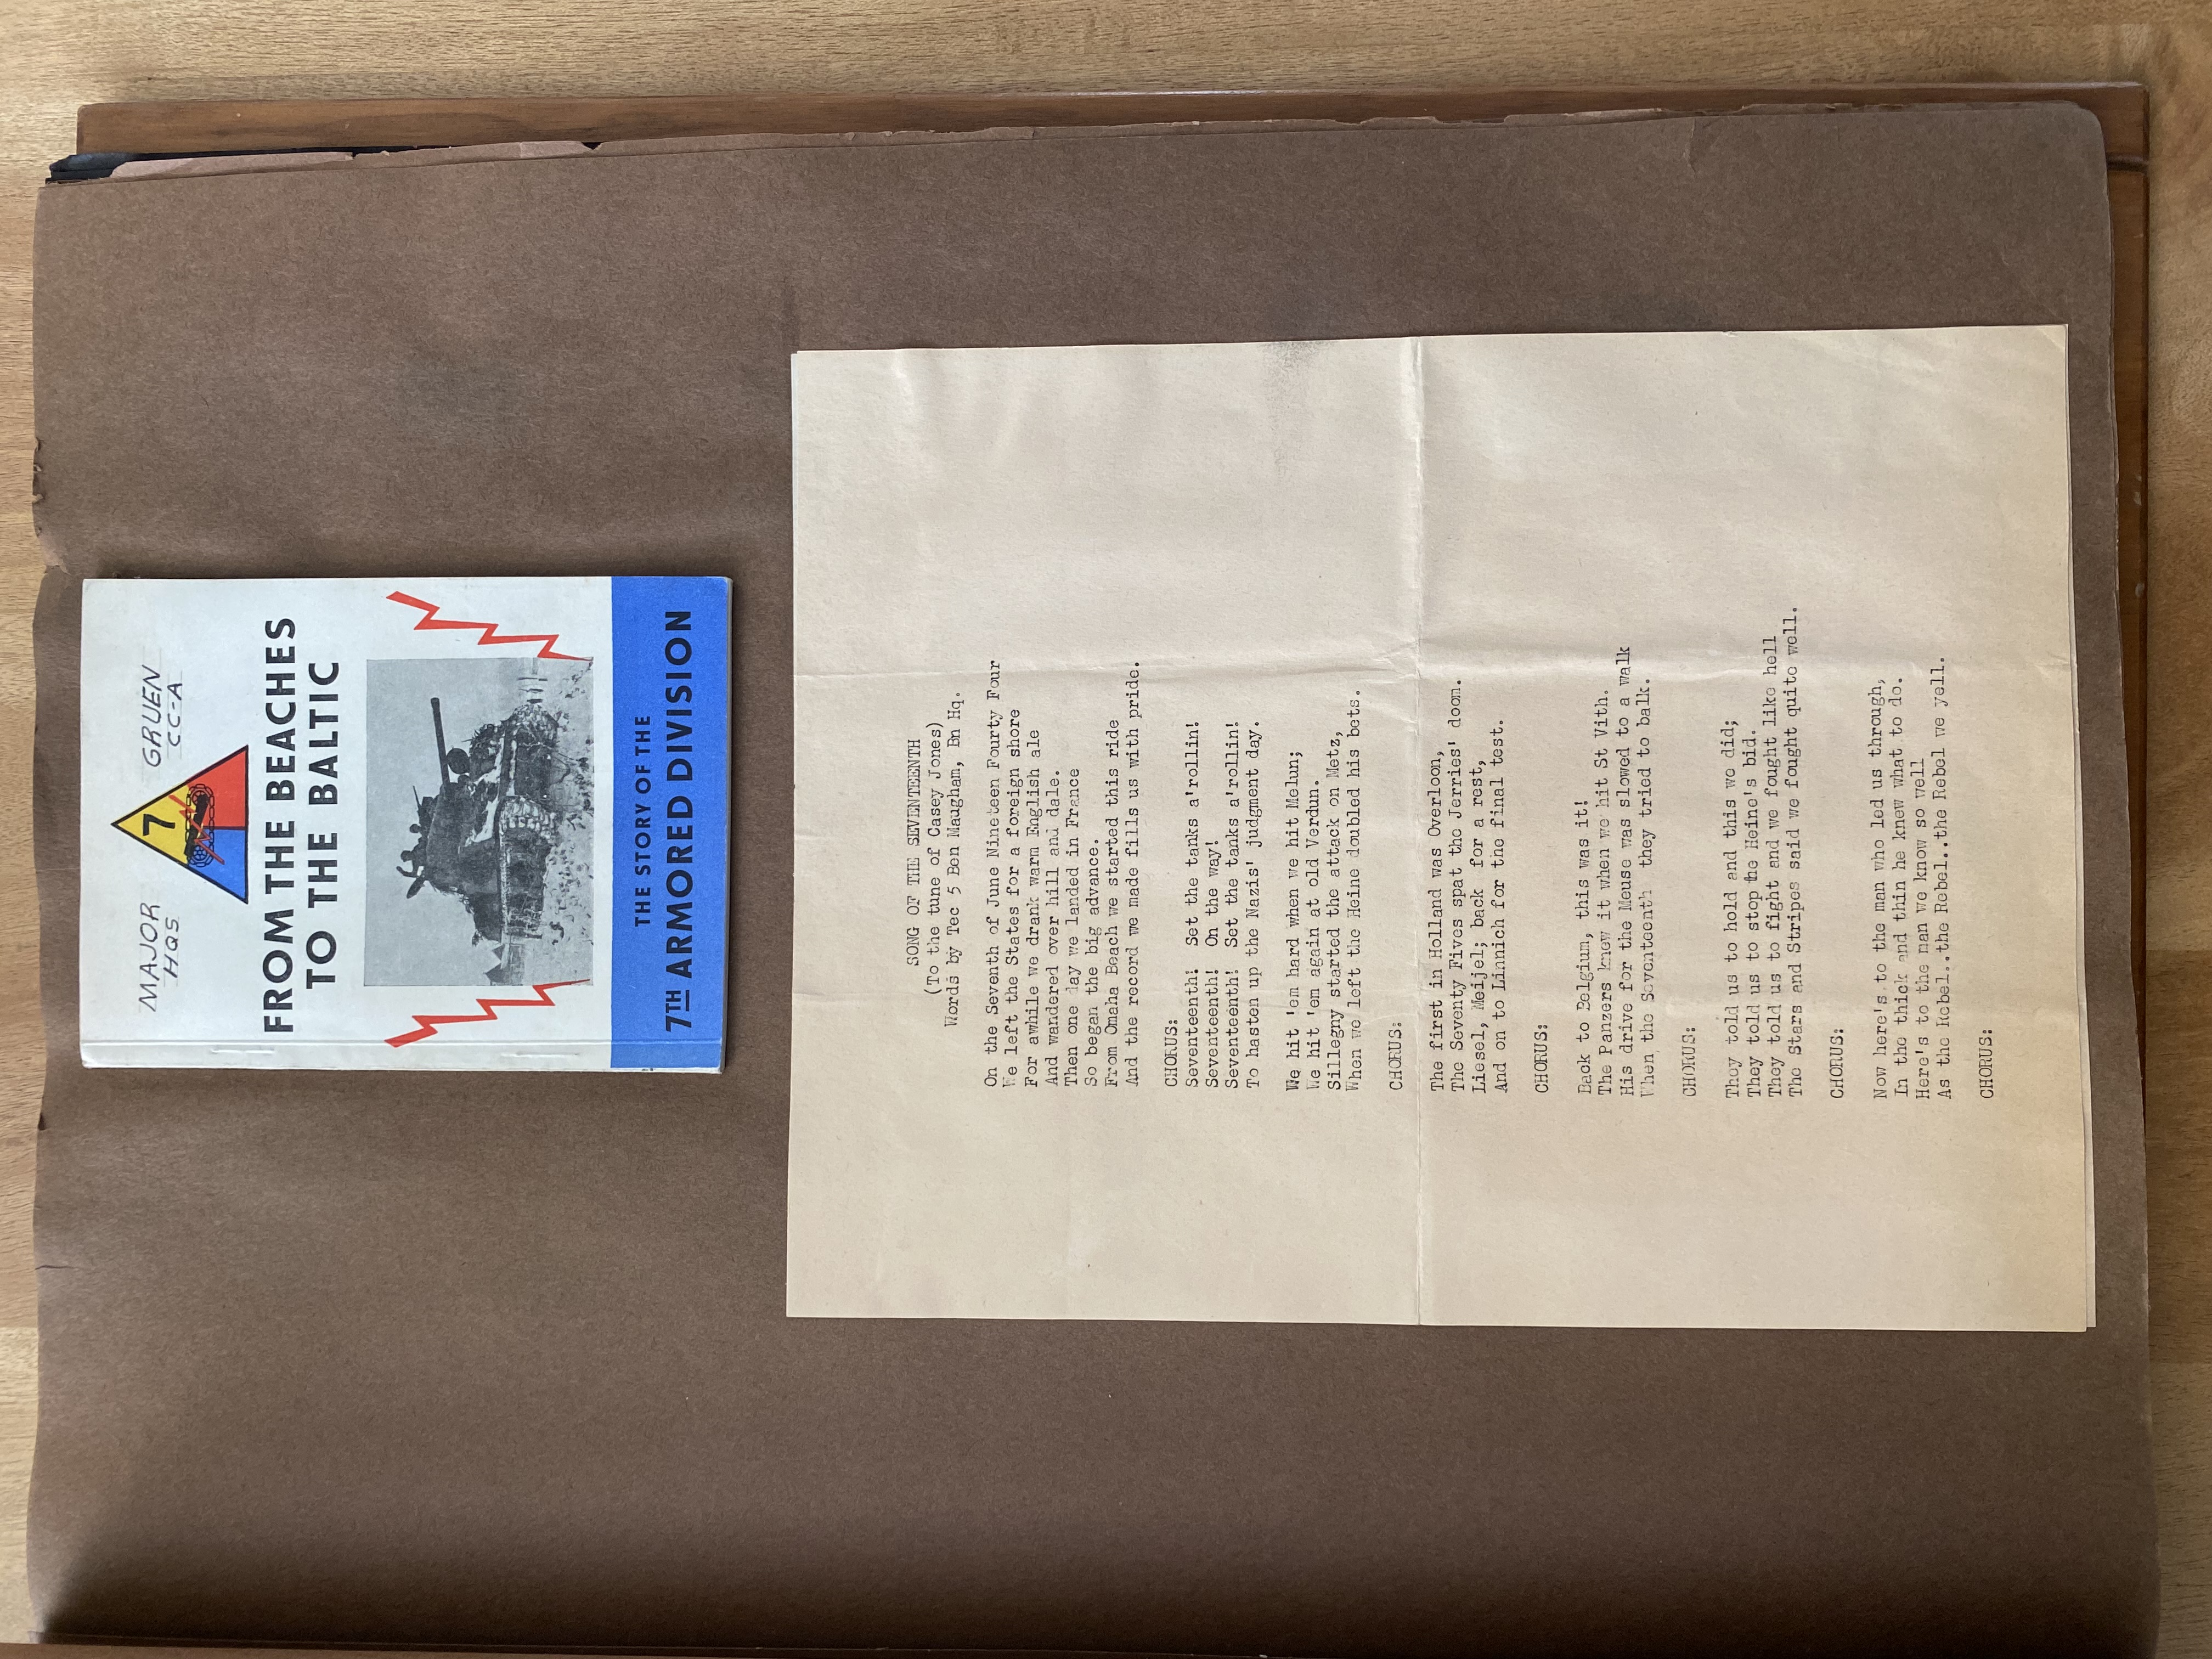 MAJOR GRUEN
HQS CC-A
7
FROM THE BEACHES
TO THE BALTIC
THE STORY OF THE
7TH ARMORED DIVISION
SONG OF THE SEVENTEENTH
(To the tune of Casey Jones)
Words by Tec 5 Ben Maugham, Bn Hq.
On the Seventh of June Nineteen Fourty Four
We left the States for a foreign shore
For awhile we drank warm English ale
And wandered over hill and dale.
Then one day we landed in France
So began the big advance.
From Omaha Beach we started this ride
And the record we made fills us with pride.
CHORUS:
Seventeenth! Set the tanks a'rollin!
Seventeenth! On the way!
Seventeenth! Set the tanks a'rollin!
To hasten up the Nazis' judgment day.
We hit 'em hard when we hit Melun;
We hit 'em again at old Verdun.
Sillegny started the attack on Metz,
When we left the Heine doubled his bets.
CHORUS:
The first in Holland was Overloon,
The Seventy Fives spat the Jerries' doom.
Liesel, Meijel; back for a rest,
And on to Linnich for the final test.
CHORUS:
Back to Belgium, this was it!
The Panzers knew it when we hit St Vith.
His drive for the Meuse was slowed to a walk
When the Seventeenth they tried to balk.
CHORUS:
They told us to hold and this we did;
They told us to stop the Heine's bid.
They told us to fight and we fought like hell
The Stars and Stripes said we fought quite well.
CHORUS:
Now here's to the man who led us through,
In the thick and thin he knew what to do.
Here's to the man we know so well
As the Rebel..the Rebel..the Rebel we yell.
CHORUS: